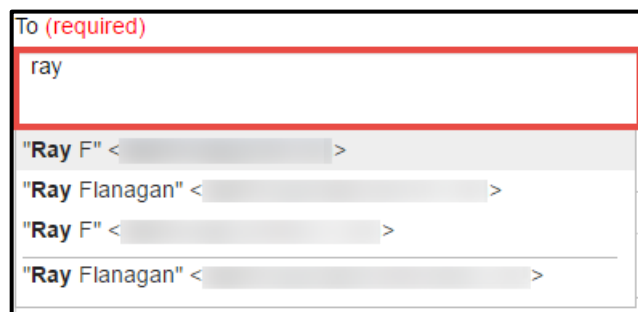 To (required)
ray
"Ray F" < >
"Ray Flanagan" < >
"Ray F" < >
"Ray Flanagan" < >